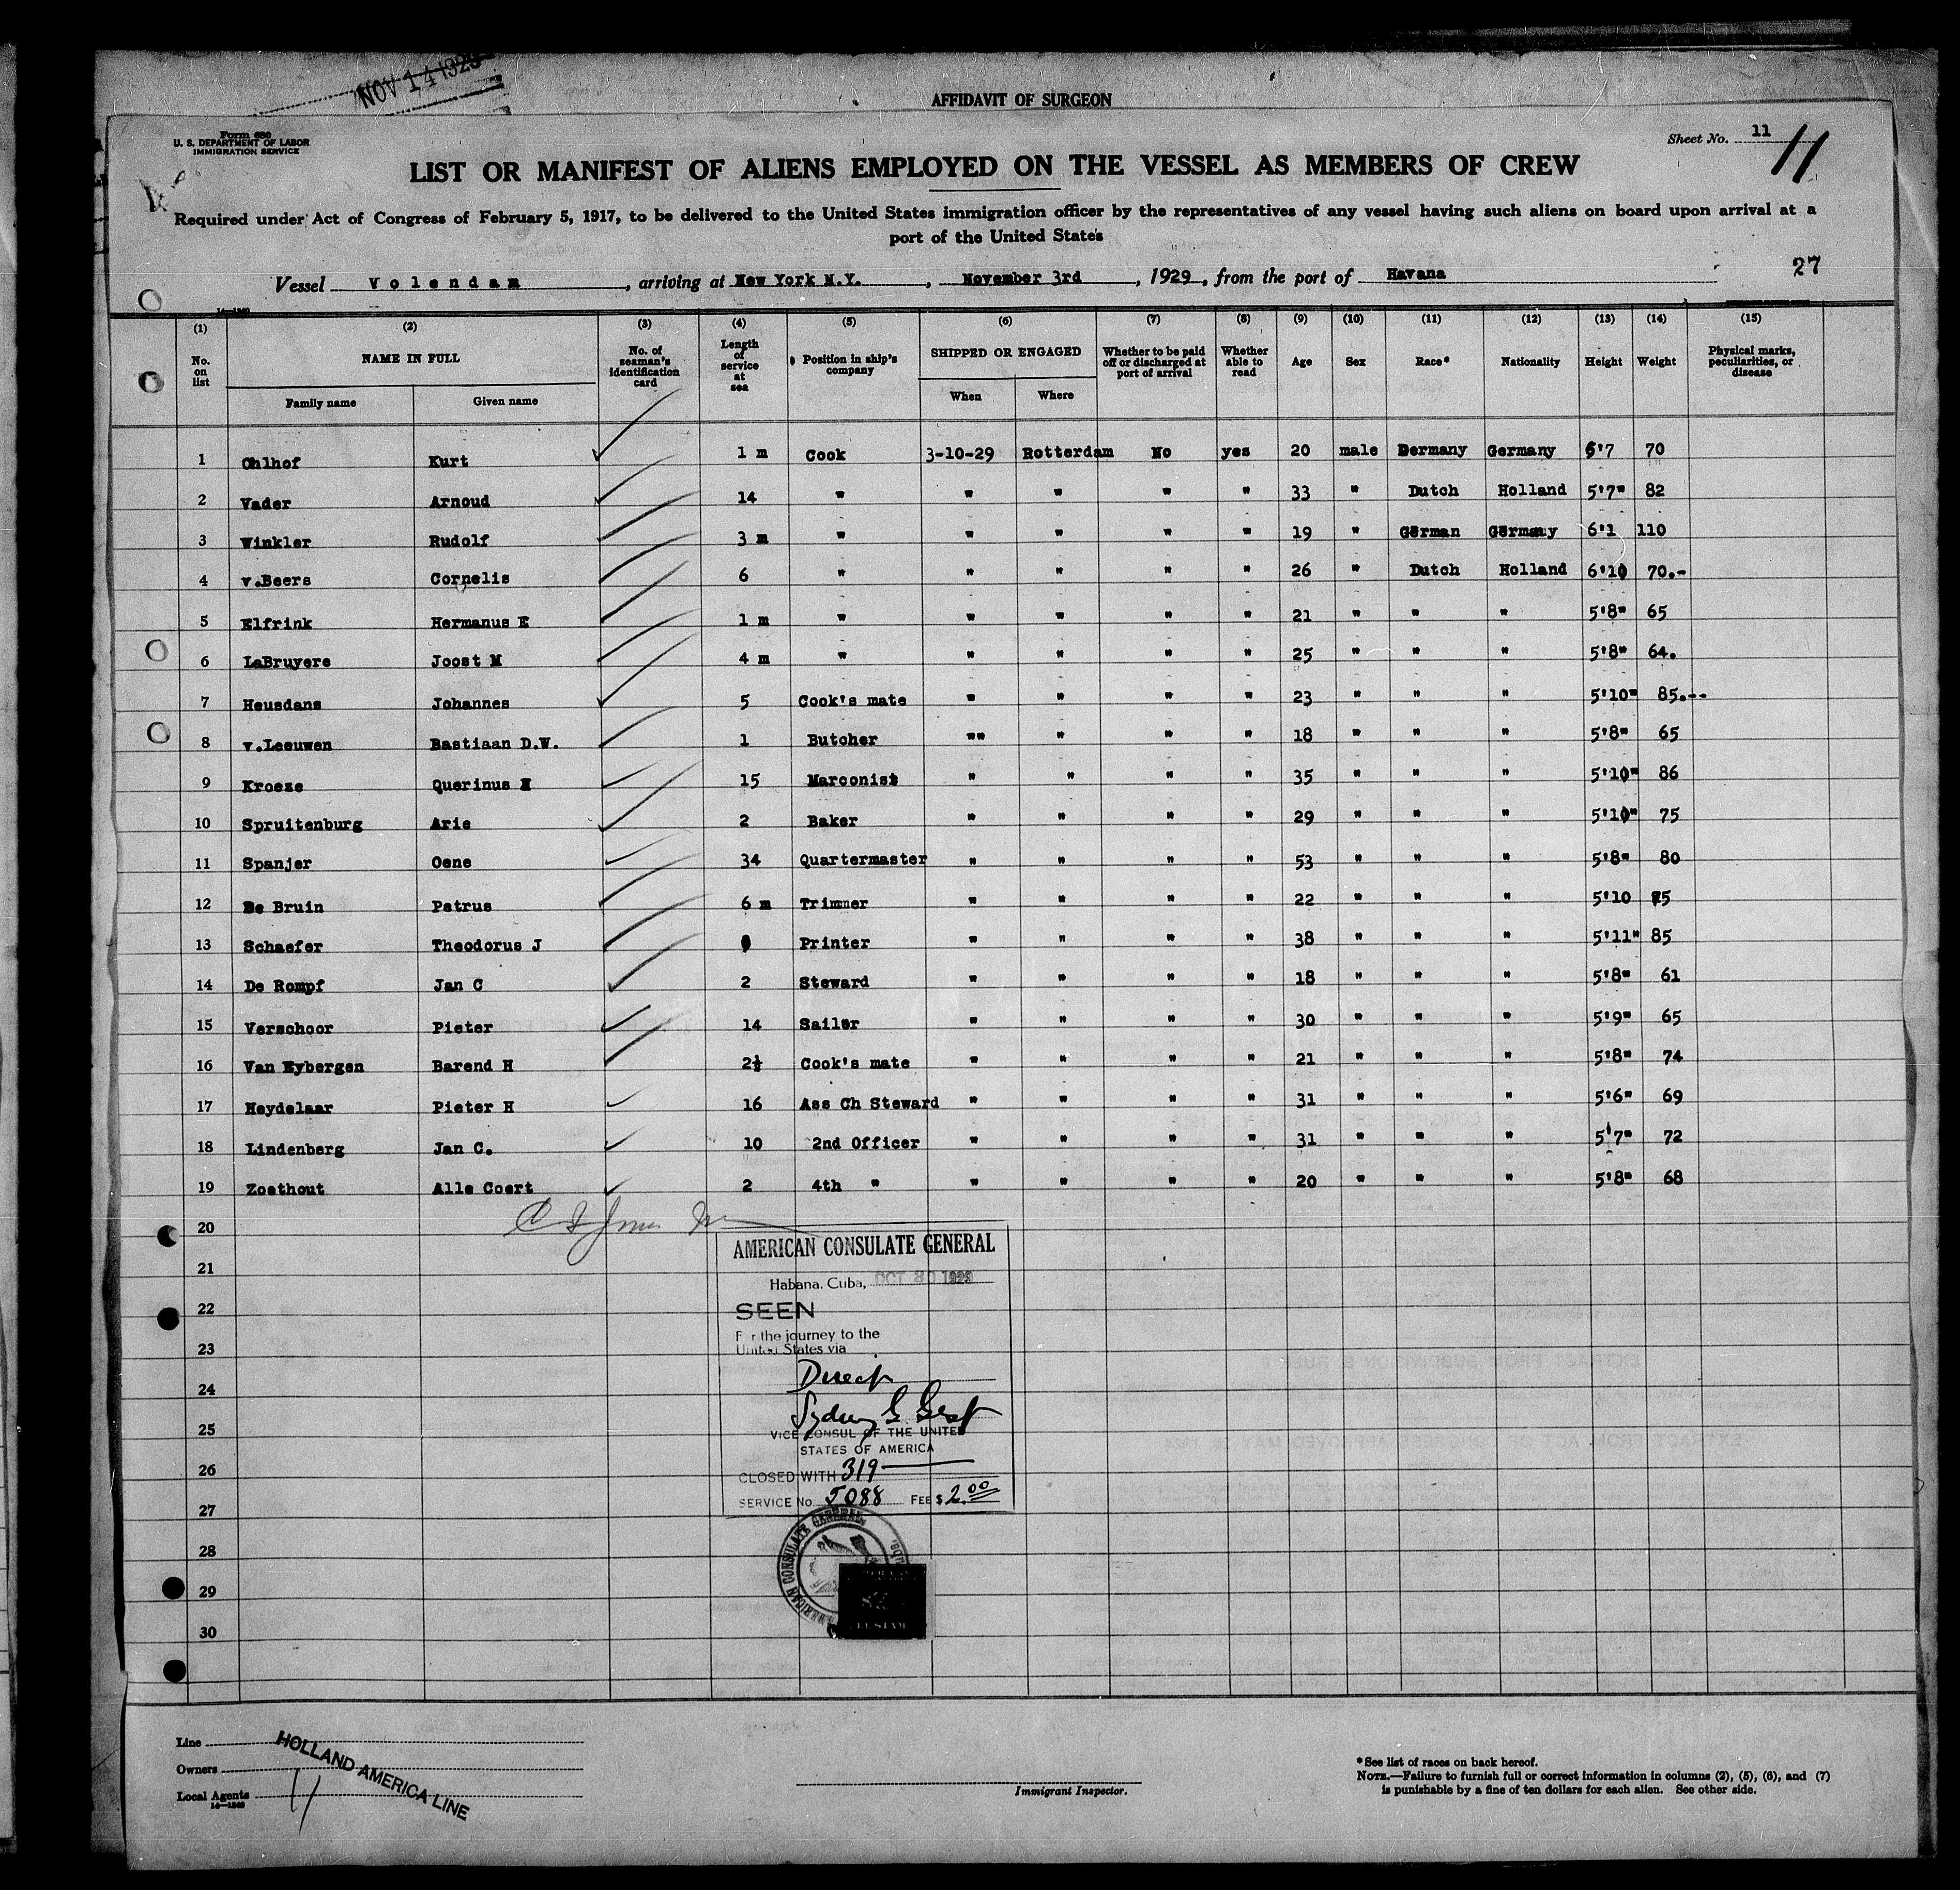 NOV 14 1929
AFFIDAVIT OF SURGEON
Form 680
U. S. DEPARTMENT OF LABOR
IMMIGRATION SERVICE
Sheet No. 11
11
LIST OR MANIFEST OF ALIENS EMPLOYED ON THE VESSEL AS MEMBERS OF CREW
Required under Act of Congress of February 5, 1917, to be delivered to the United States immigration officer by the representatives of any vessel having such aliens on board upon arrival at a
port of the United States
Vessel Volendam, arriving at New York N.Y., November 3rd, 1929, from the port of Havana
27
(1) (2) (3) (4) (5) (6) (7) (8) (9) (10) (11) (12) (13) (14) (15)
No. on list NAME IN FULL Family name Given name No. of seaman's identification card Length of service at sea Position in ship's company SHIPPED OR ENGAGED When Where Whether to be paid off or discharged at port of arrival Whether able to read Age Sex Race* Nationality Height Weight Physical marks, peculiarities, or disease
1 Ohlhof Kurt 1 m Cook 3-10-29 Rotterdam No yes 20 male Dermany Germany 6'7 70
2 Vader Arnoud 14 " " " " " 33 " Dutch Holland 5'7" 82
3 Winkler Rudolf 3 m " " " " " 19 " German Germany 6'1 110
4 v.Beers Cornelis 6 " " " " " 26 " Dutch Holland 6'10 70.-
5 Elfrink Hermanus E 1 m " " " " " 21 " " " 5'8" 65
6 LaBruyere Joost M 4 m " " " " " 25 " " " 5'8" 64.
7 Heusdans Johannes 5 Cook's mate " " " " 23 " " " 5'10" 85.--
8 v.Leeuwen Bastiaan D.W. 1 Butcher "" " " " 18 " " " 5'8" 65
9 Kroeze Querinus 15 Marconist " " " " 35 " " " 5'10" 86
10 Spruitenburg Arie 2 Baker " " " " 29 " " " 5'10" 75
11 Spanjer Oene 34 Quartermaster " " " " 53 " " " 5'8" 80
12 De Bruin Petrus 6 m Trimner " " " " 22 " " " 5'10 75
13 Schaefer Theodorus J Printer " " " " 38 " " " 5'11" 85
14 De Rompf Jan C 2 Steward " " " " 18 " " " 5'8" 61
15 Verschoor Pieter 14 Sailor " " " " 30 " " " 5'9" 65
16 Van Eybergen Barend H 2½ Cook's mate " " " " 21 " " " 5'8" 74
17 Heydelaar Pieter H 16 Ass Ch Steward " " " " 31 " " " 5'6" 69
18 Lindenberg Jan C. 10 2nd Officer " " " " 31 " " " 5'7" 72
19 Zoethout Alle Coert 2 4th " " " " " 20 " " " 5'8" 68
20
AMERICAN CONSULATE GENERAL
21
Habana. Cuba, OCT 30 1929
22
SEEN
For the journey to the
23
United States via
24
Direct
Sydney G Gest
25
VICE CONSUL OF THE UNITED
STATES OF AMERICA
26
CLOSED WITH 319
SERVICE No. 5088 FEE $ 2.00
27
AMERICAN CONSULATE GENERAL
28
29
30
Line
Owners
Local Agents
14-1240
HOLLAND AMERICA LINE
Immigrant Inspector.
*See list of races on back hereof.
NOTE.—Failure to furnish full or correct information in columns (2), (5), (6), and (7)
is punishable by a fine of ten dollars for each alien. See other side.